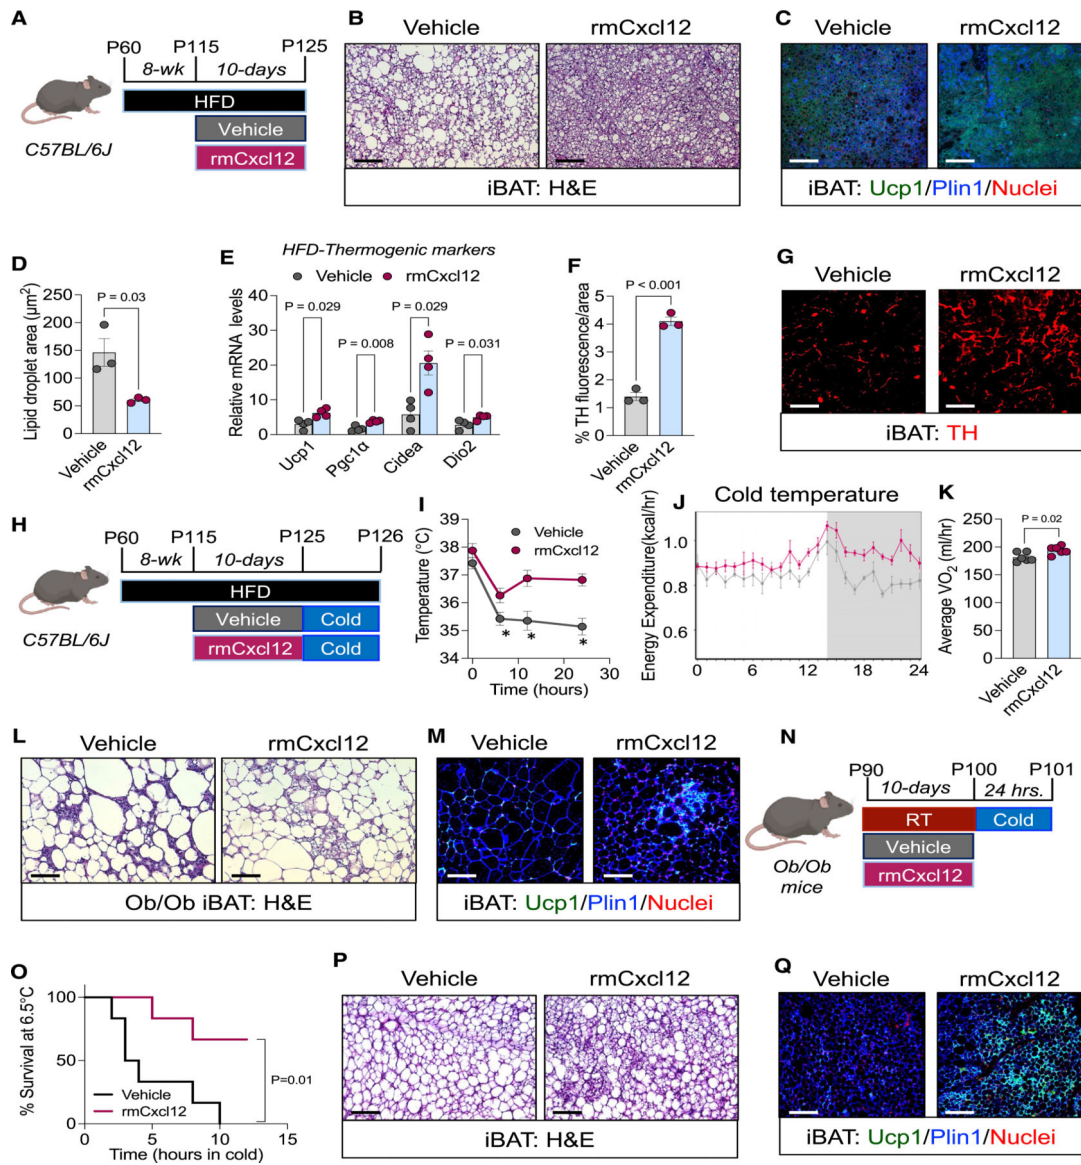 A
P60 P115 P125
8-wk 10-days
HFD
Vehicle
rmCxcl12
C57BL/6J
B
Vehicle rmCxcl12
iBAT: H&E
C
Vehicle rmCxcl12
iBAT: Ucp1/Plin1/Nuclei
D
Lipid droplet area (µm²)
250
200
150
100
50
0
P = 0.03
Vehicle
rmCxcl12
E
HFD-Thermogenic markers
Vehicle rmCxcl12
Relative mRNA levels
60
40
20
0
P = 0.029
P = 0.008
P = 0.029
P = 0.031
Ucp1
Pgc1α
Cidea
Dio2
F
% TH fluorescence/area
5
4
3
2
1
0
P < 0.001
Vehicle
rmCxcl12
G
Vehicle rmCxcl12
iBAT: TH
H
P60 P115 P125 P126
8-wk 10-days
HFD
Vehicle Cold
rmCxcl12 Cold
C57BL/6J
I
Temperature (°C)
39
38
37
36
35
34
Vehicle
rmCxcl12
* * *
0 10 20 30
Time (hours)
J
Cold temperature
Energy Expenditure(kcal/hr)
1.0
0.8
0.6
0 6 12 18 24
K
Average VO₂ (ml/hr)
250
200
150
100
50
0
P = 0.02
Vehicle
rmCxcl12
L
Vehicle rmCxcl12
Ob/Ob iBAT: H&E
M
Vehicle rmCxcl12
iBAT: Ucp1/Plin1/Nuclei
N
P90 P100 P101
10-days 24 hrs.
RT Cold
Vehicle
rmCxcl12
Ob/Ob
mice
O
% Survival at 6.5°C
100
50
0
Vehicle
rmCxcl12
P=0.01
0 5 10 15
Time (hours in cold)
P
Vehicle rmCxcl12
iBAT: H&E
Q
Vehicle rmCxcl12
iBAT: Ucp1/Plin1/Nuclei